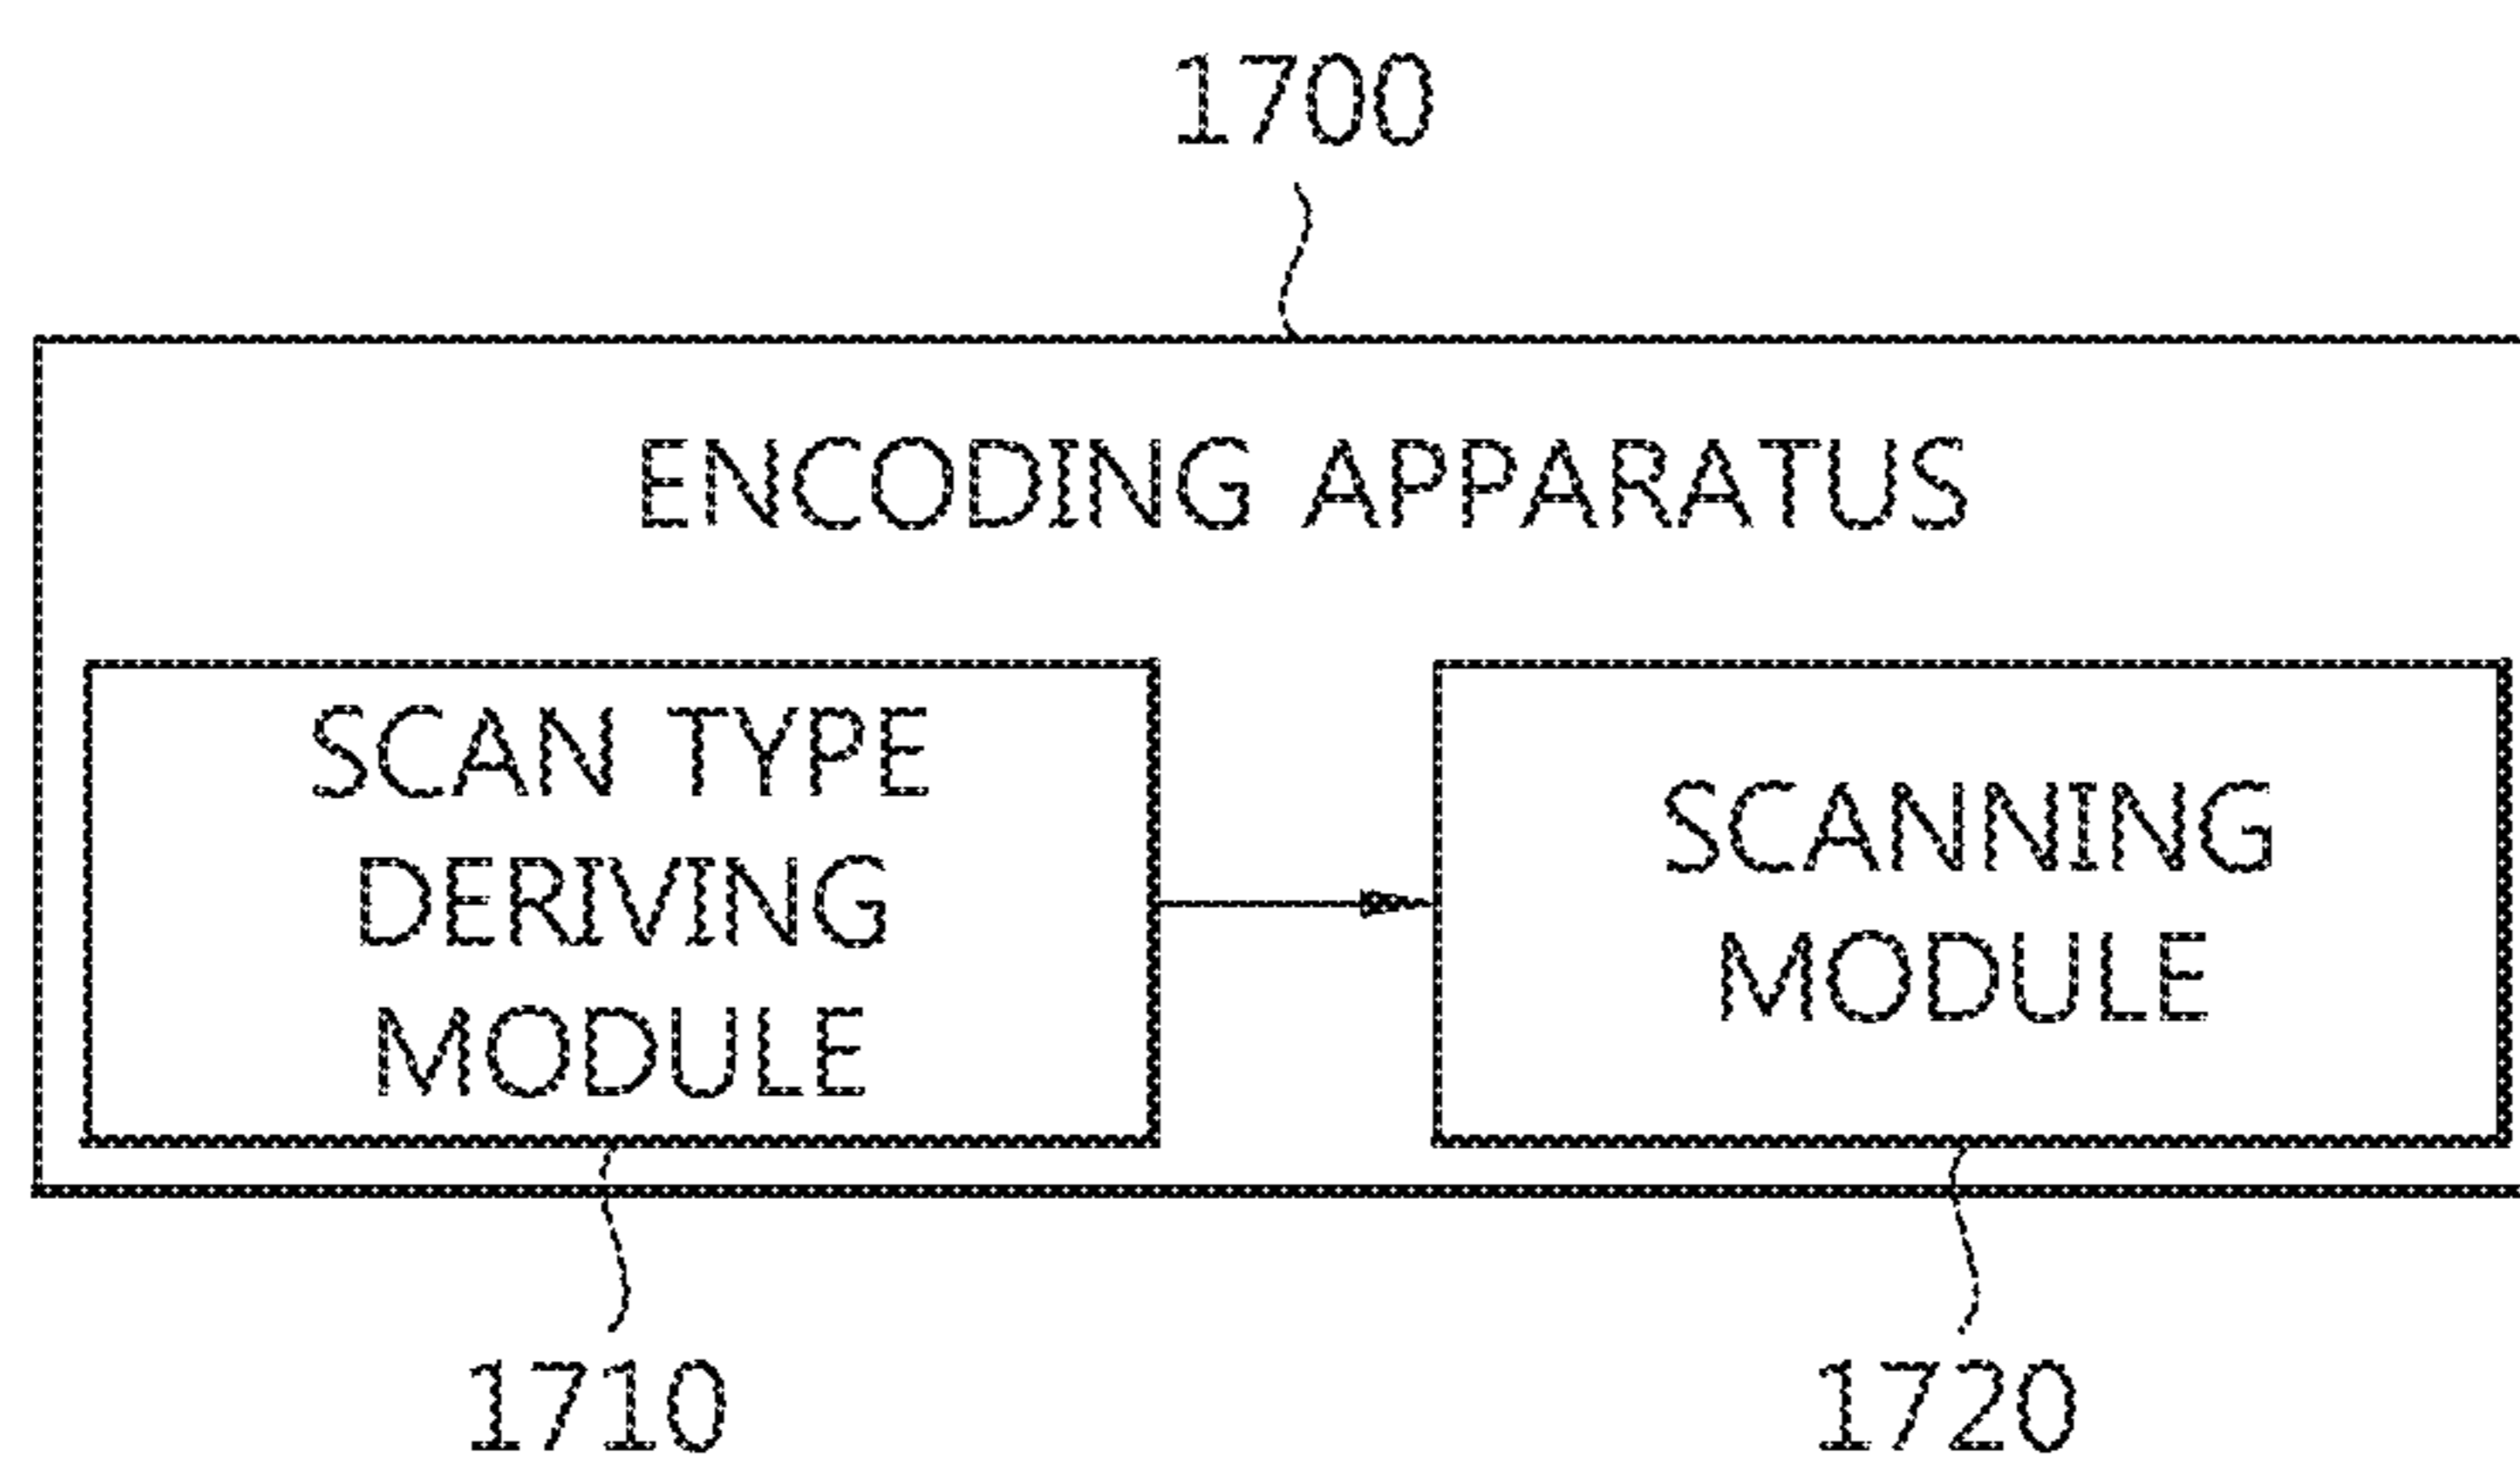 1700
ENCODING APPARATUS
SCAN TYPE
DERIVING
MODULE
SCANNING
MODULE
1710
1720